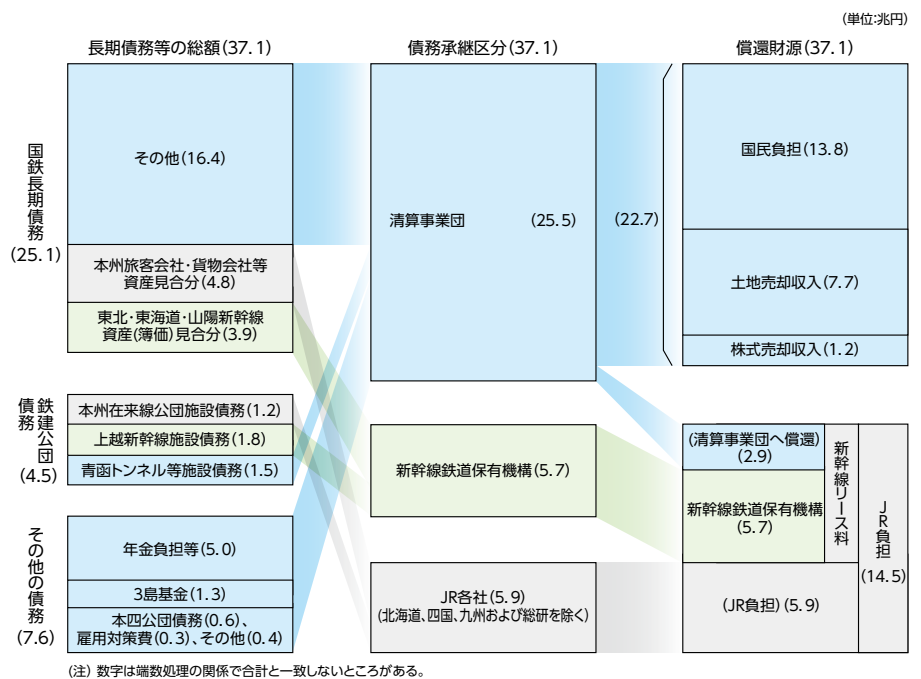 (単位:兆円)
長期債務等の総額(37.1)
債務承継区分(37.1)
償還財源(37.1)
国鉄長期債務
(25.1)
その他(16.4)
本州旅客会社・貨物会社等
資産見合分(4.8)
東北・東海道・山陽新幹線
資産(簿価)見合分(3.9)
鉄建公団
債務
(4.5)
本州在来線公団施設債務(1.2)
上越新幹線施設債務(1.8)
青函トンネル等施設債務(1.5)
その他の債務
(7.6)
年金負担等(5.0)
3島基金(1.3)
本四公団債務(0.6)、
雇用対策費(0.3)、その他(0.4)
清算事業団 (25.5)
(22.7)
新幹線鉄道保有機構(5.7)
JR各社(5.9)
(北海道、四国、九州および総研を除く)
国民負担(13.8)
土地売却収入(7.7)
株式売却収入(1.2)
(清算事業団へ償還)
(2.9)
新幹線鉄道保有機構
(5.7)
新幹線リース料
(JR負担)(5.9)
JR負担
(14.5)
(注) 数字は端数処理の関係で合計と一致しないところがある。